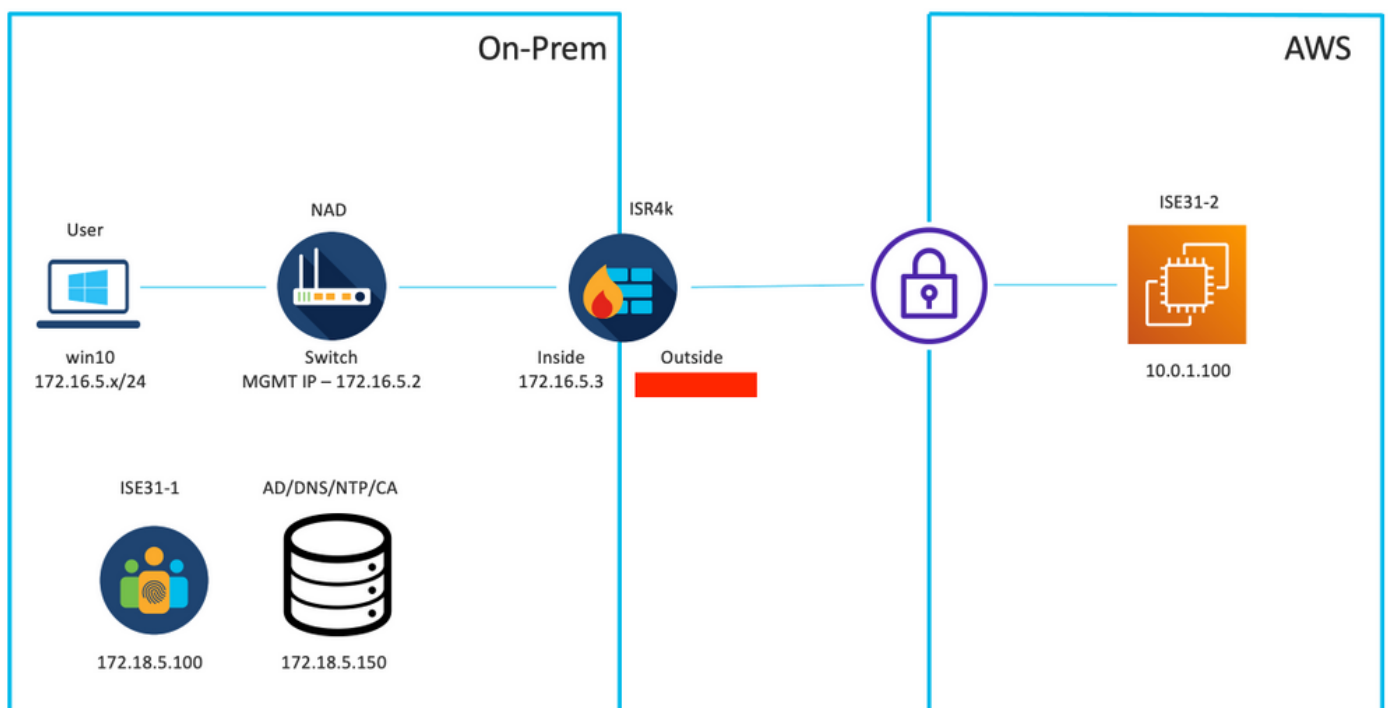 On-Prem
AWS
User
NAD
ISR4k
ISE31-2
win10
172.16.5.x/24
Switch
MGMT IP – 172.16.5.2
Inside
172.16.5.3
Outside
10.0.1.100
ISE31-1
AD/DNS/NTP/CA
172.18.5.100
172.18.5.150